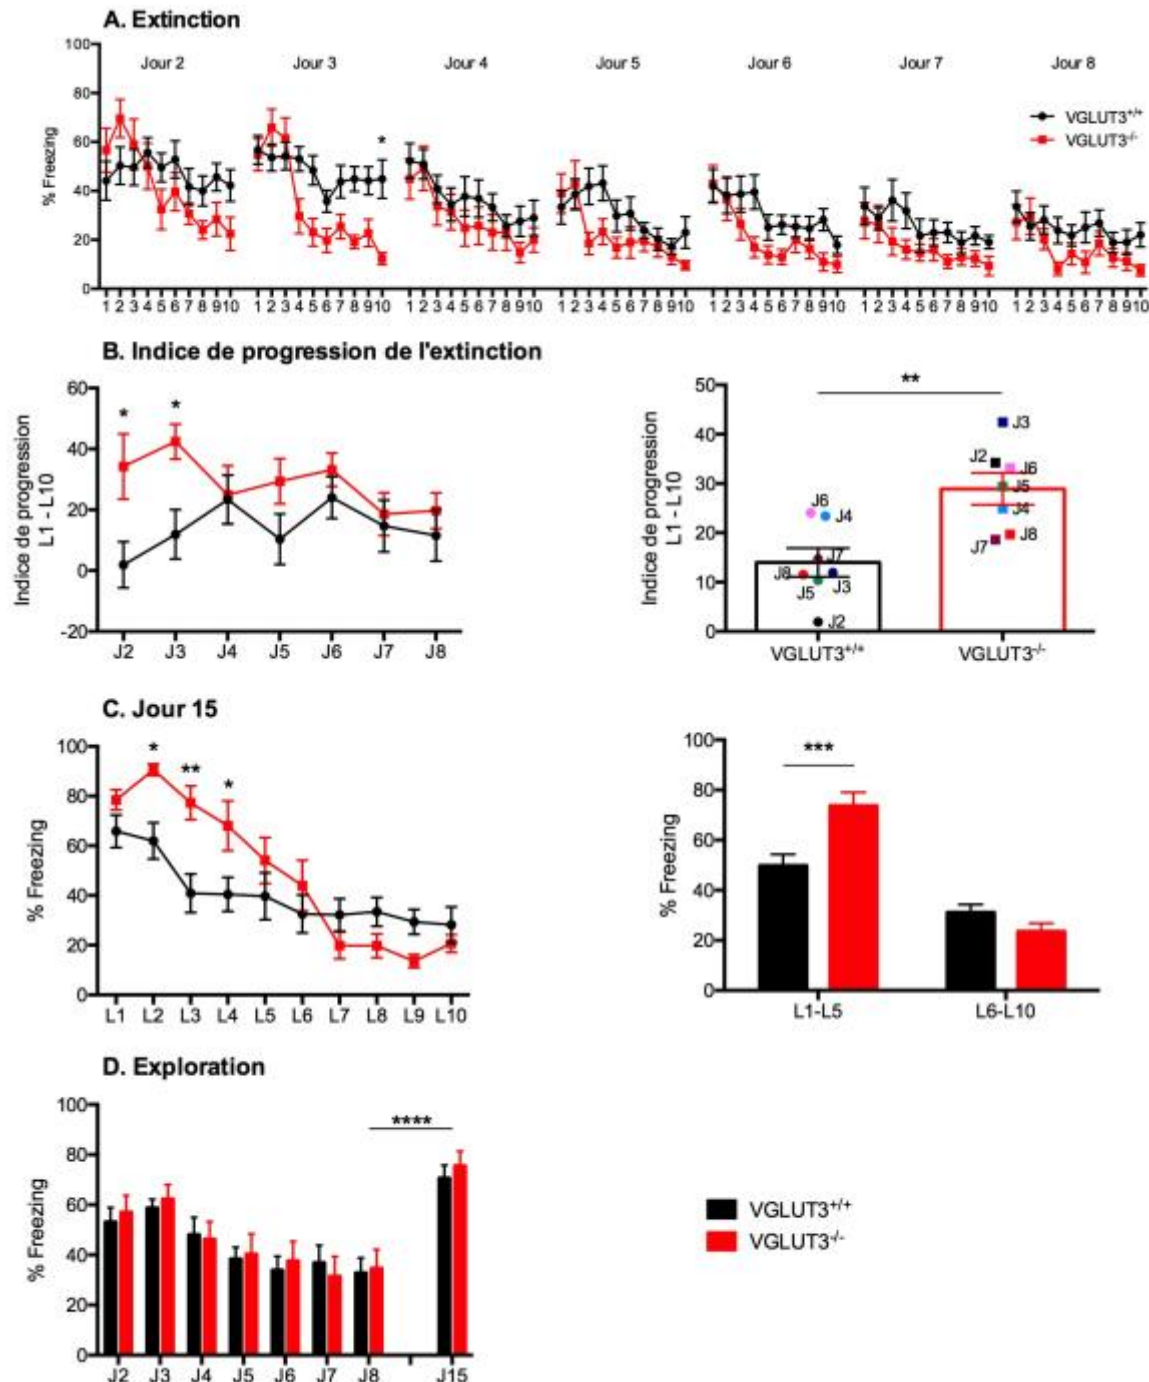 A. Extinction
100
80
60
40
20
0
% Freezing
Jour 2
Jour 3
Jour 4
Jour 5
Jour 6
Jour 7
Jour 8
*
VGLUT3+/+
VGLUT3-/-
1 2 3 4 5 6 7 8 9 10
1 2 3 4 5 6 7 8 9 10
1 2 3 4 5 6 7 8 9 10
1 2 3 4 5 6 7 8 9 10
1 2 3 4 5 6 7 8 9 10
1 2 3 4 5 6 7 8 9 10
1 2 3 4 5 6 7 8 9 10
B. Indice de progression de l'extinction
60
40
20
0
-20
Indice de progression
L1 - L10
* *
J2 J3 J4 J5 J6 J7 J8
50
40
30
20
10
0
Indice de progression
L1 - L10
**
J6
J4
J7
J8
J3
J5
J2
J3
J2
J6
J5
J4
J8
J7
VGLUT3+/+ VGLUT3-/-
C. Jour 15
100
80
60
40
20
0
% Freezing
* ** *
L1 L2 L3 L4 L5 L6 L7 L8 L9 L10
100
80
60
40
20
0
% Freezing
***
L1-L5 L6-L10
D. Exploration
100
80
60
40
20
0
% Freezing
****
J2 J3 J4 J5 J6 J7 J8 J15
VGLUT3+/+
VGLUT3-/-